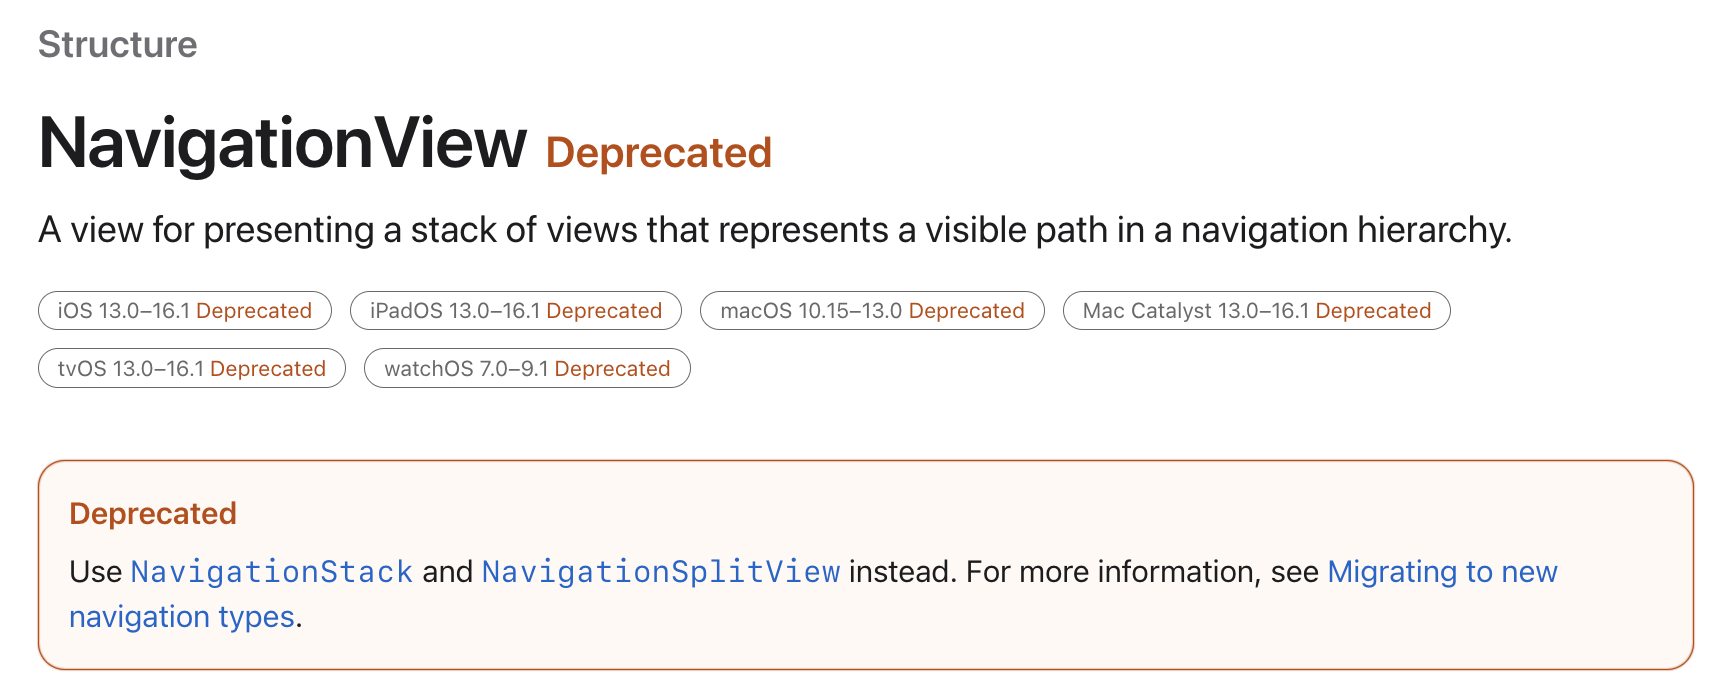 Structure
NavigationView Deprecated
A view for presenting a stack of views that represents a visible path in a navigation hierarchy.
iOS 13.0–16.1 Deprecated iPadOS 13.0–16.1 Deprecated macOS 10.15–13.0 Deprecated Mac Catalyst 13.0–16.1 Deprecated
tvOS 13.0–16.1 Deprecated watchOS 7.0–9.1 Deprecated
Deprecated
Use NavigationStack and NavigationSplitView instead. For more information, see Migrating to new
navigation types.